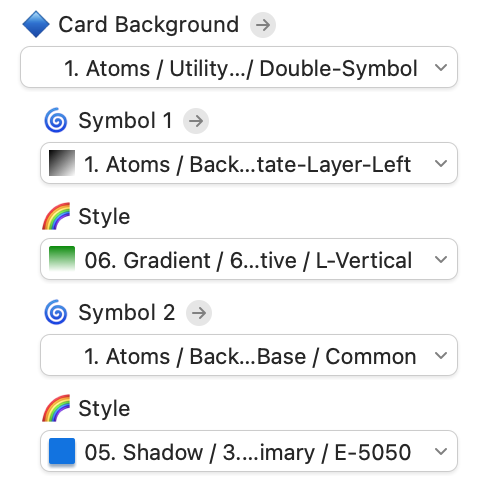 Card Background
1. Atoms / Utility.../ Double-Symbol
Symbol 1
1. Atoms / Back...tate-Layer-Left
Style
06. Gradient / 6...tive / L-Vertical
Symbol 2
1. Atoms / Back...Base / Common
Style
05. Shadow / 3....imary / E-5050